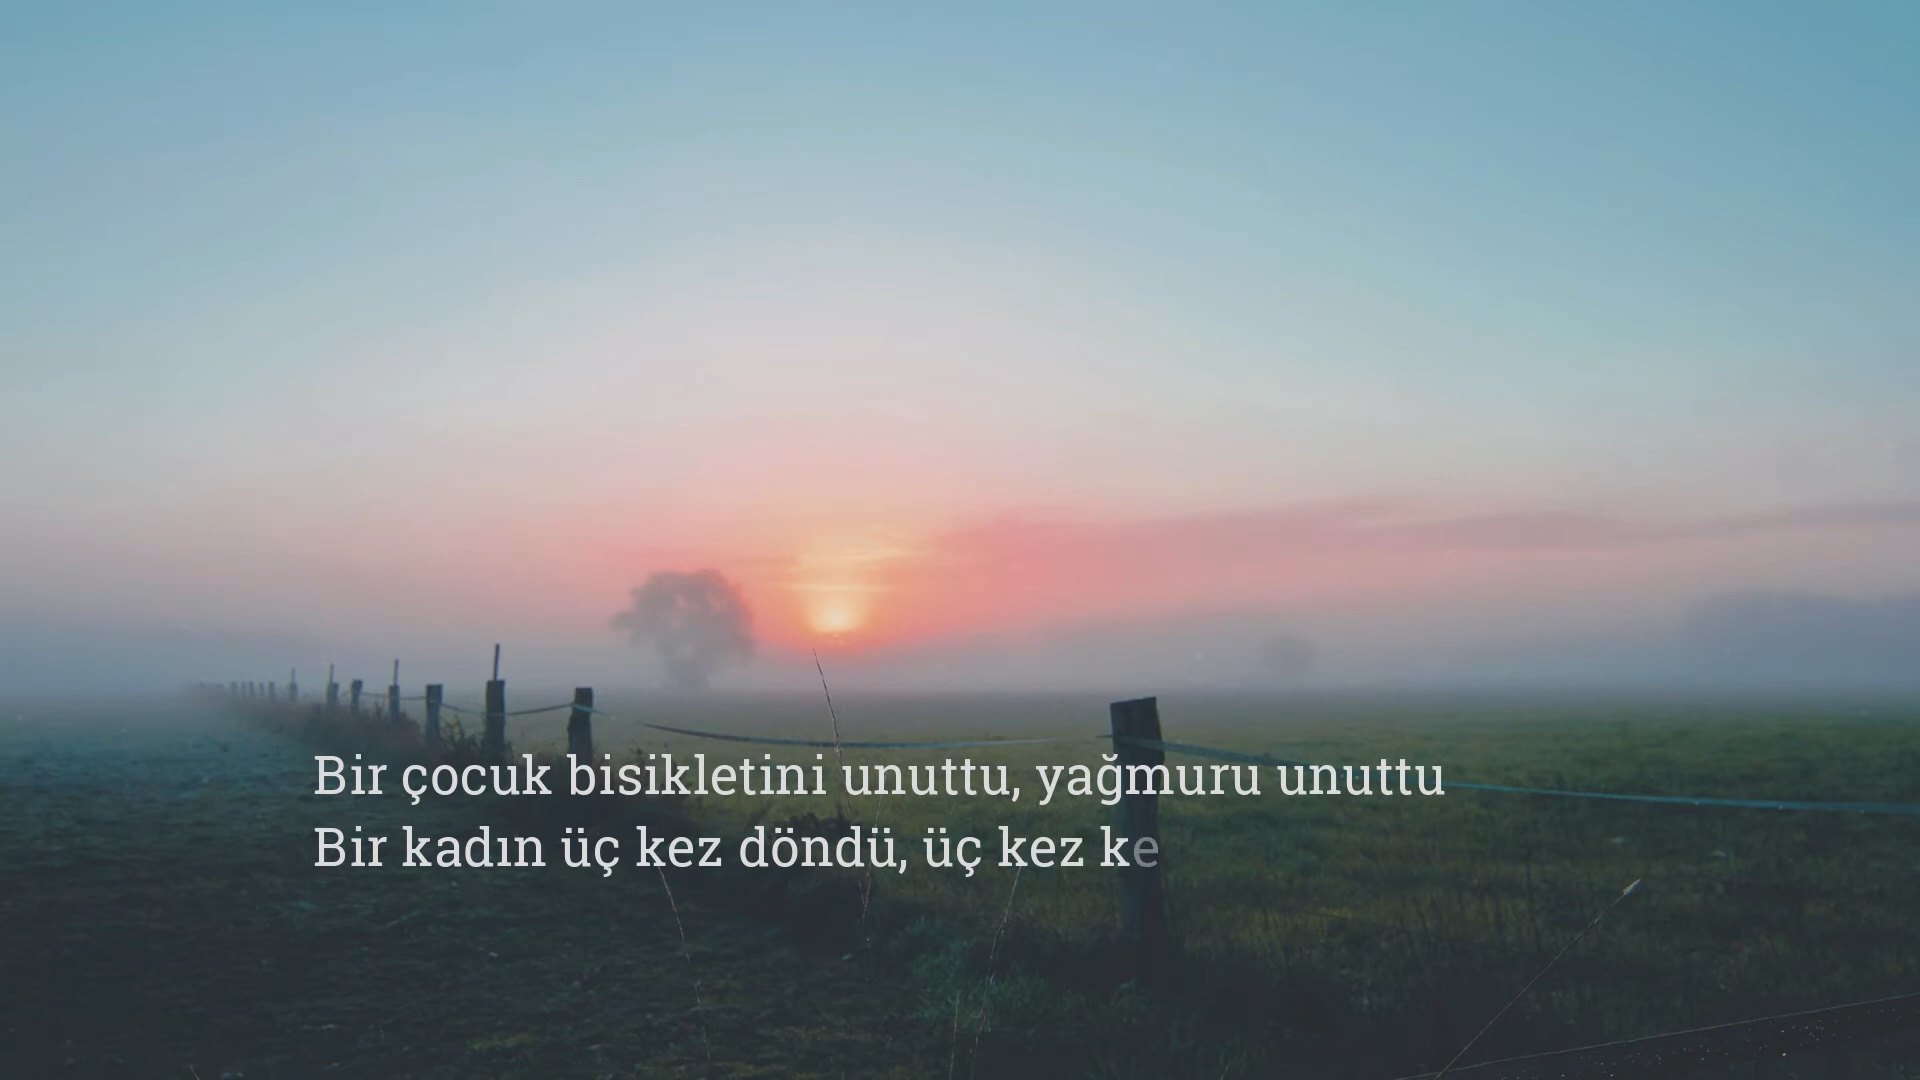 Bir çocuk bisikletini unuttu, yağmuru unuttu
Bir kadın üç kez döndü, üç kez ke